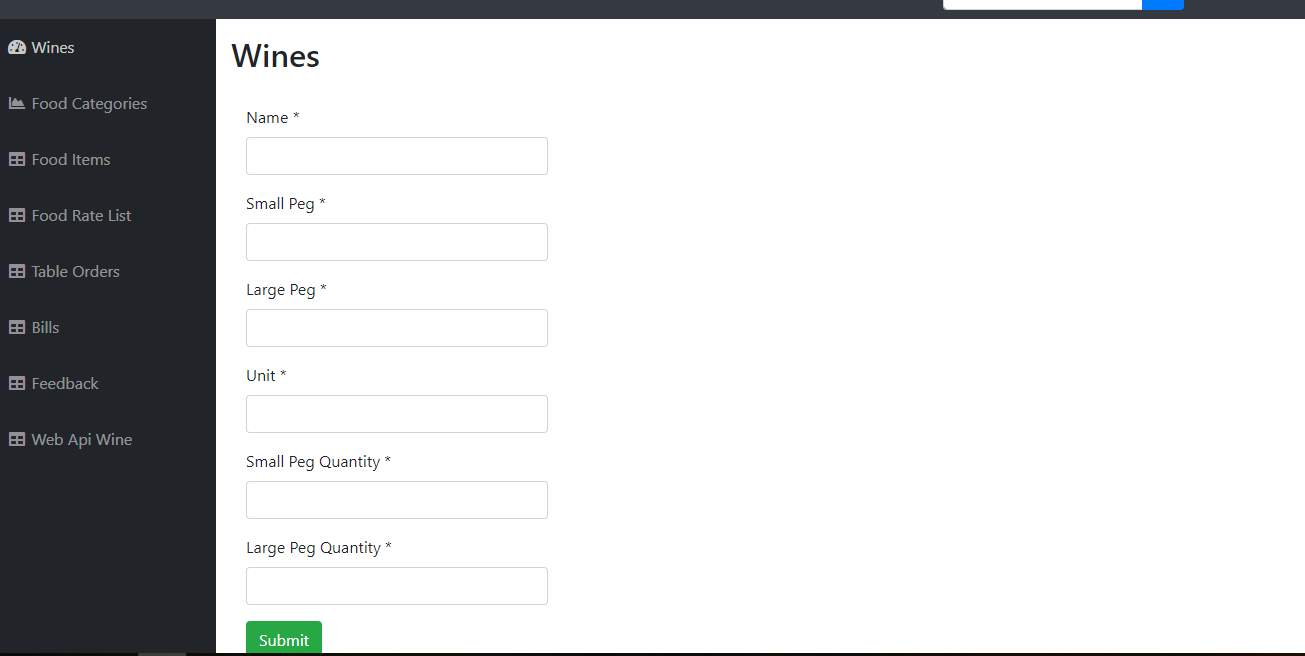 Wines
Food Categories
Food Items
Food Rate List
Table Orders
Bills
Feedback
Web Api Wine
Wines
Name *
Small Peg *
Large Peg *
Unit *
Small Peg Quantity *
Large Peg Quantity *
Submit